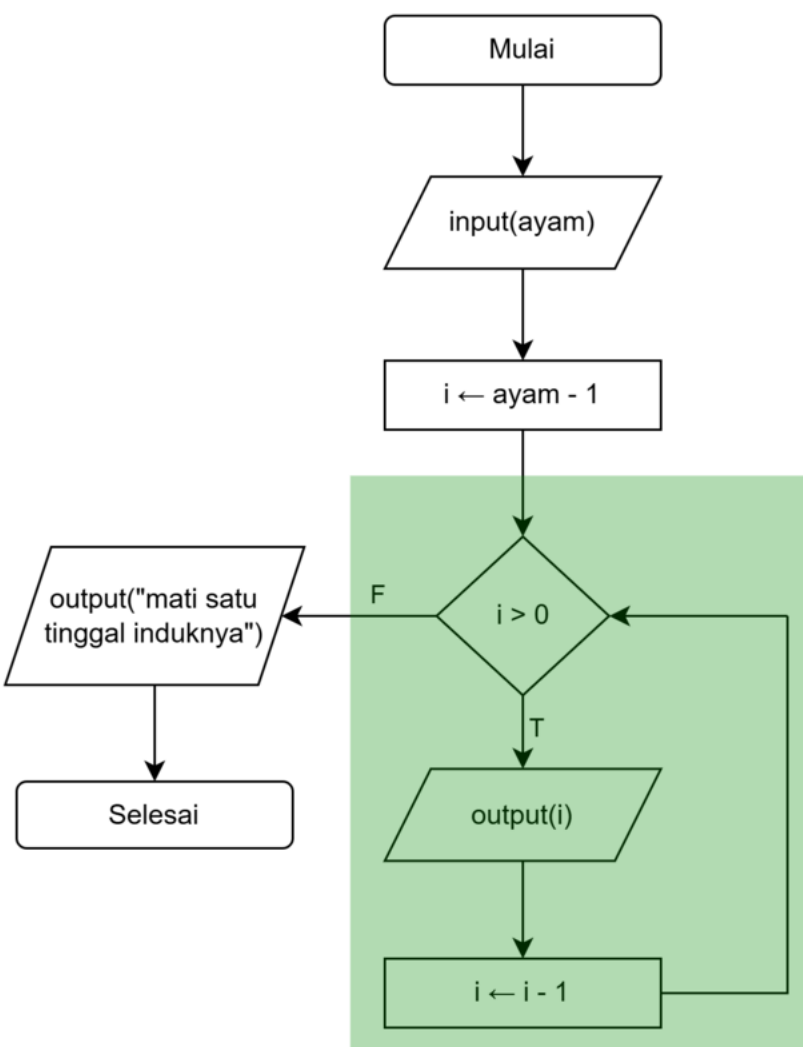 Mulai
input(ayam)
i ← ayam - 1
i > 0
F
output("mati satu
tinggal induknya")
Selesai
T
output(i)
i ← i - 1